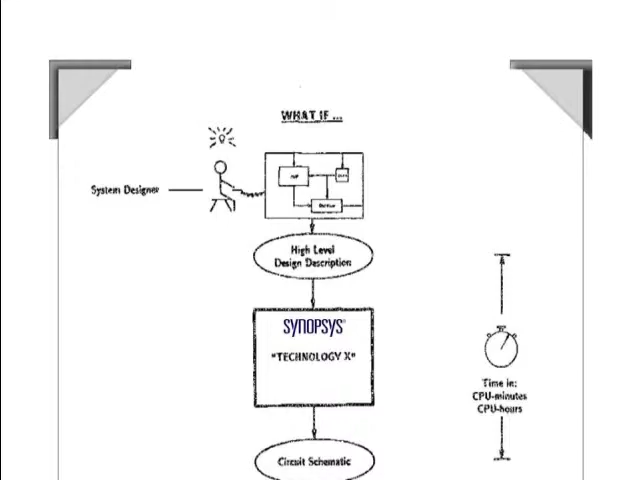 WHAT IF ...
System Designer
High Level
Design Description
SYNOPSYS®
"TECHNOLOGY X"
Time in:
CPU-minutes
CPU-hours
Circuit Schematic